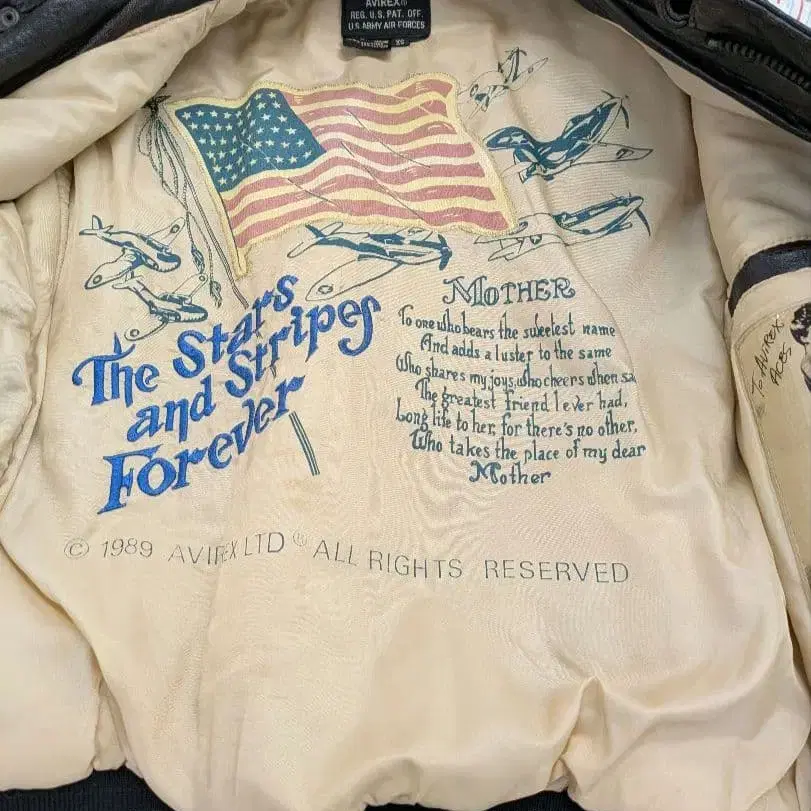 AVIREX®
REG. U.S. PAT. OFF.
U.S. ARMY AIR FORCES
XS
The Stars
and Stripes
Forever
MOTHER
To one who bears the sweetest name
And adds a luster to the same
Who shares my joys, who cheers when sa
The greatest friend I ever had,
Long life to her, for there's no other,
Who takes the place of my dear
Mother
© 1989 AVIREX LTD ® ALL RIGHTS RESERVED
TO AVIREX
ACES